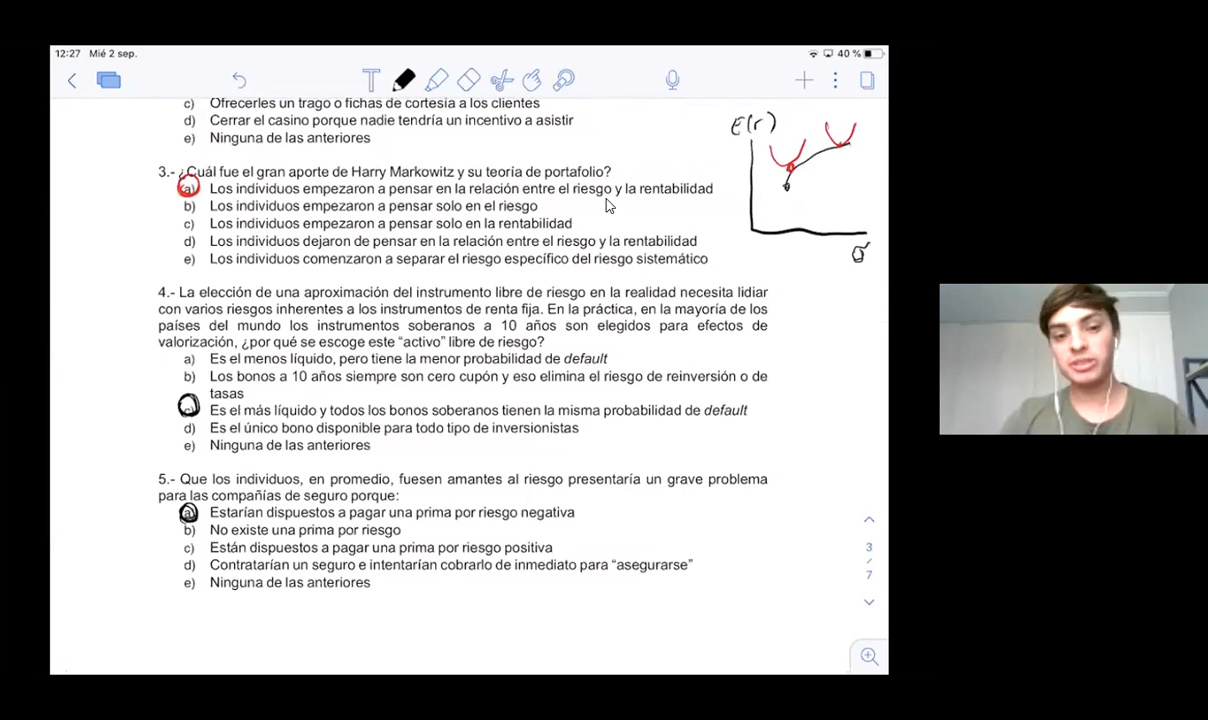 12:27 Mié 2 sep.
40 %
T
c) Ofrecerles un trago o fichas de cortesía a los clientes
d) Cerrar el casino porque nadie tendría un incentivo a asistir
e) Ninguna de las anteriores
E(r)
3.- ¿Cuál fue el gran aporte de Harry Markowitz y su teoría de portafolio?
a) Los individuos empezaron a pensar en la relación entre el riesgo y la rentabilidad
b) Los individuos empezaron a pensar solo en el riesgo
c) Los individuos empezaron a pensar solo en la rentabilidad
d) Los individuos dejaron de pensar en la relación entre el riesgo y la rentabilidad
σ
e) Los individuos comenzaron a separar el riesgo específico del riesgo sistemático
4.- La elección de una aproximación del instrumento libre de riesgo en la realidad necesita lidiar
con varios riesgos inherentes a los instrumentos de renta fija. En la práctica, en la mayoría de los
países del mundo los instrumentos soberanos a 10 años son elegidos para efectos de
valorización, ¿por qué se escoge este “activo” libre de riesgo?
a) Es el menos líquido, pero tiene la menor probabilidad de default
b) Los bonos a 10 años siempre son cero cupón y eso elimina el riesgo de reinversión o de
tasas
c) Es el más líquido y todos los bonos soberanos tienen la misma probabilidad de default
d) Es el único bono disponible para todo tipo de inversionistas
e) Ninguna de las anteriores
5.- Que los individuos, en promedio, fuesen amantes al riesgo presentaría un grave problema
para las compañías de seguro porque:
a) Estarían dispuestos a pagar una prima por riesgo negativa
b) No existe una prima por riesgo
c) Están dispuestos a pagar una prima por riesgo positiva
d) Contratarían un seguro e intentarían cobrarlo de inmediato para “asegurarse”
e) Ninguna de las anteriores
3
/
7